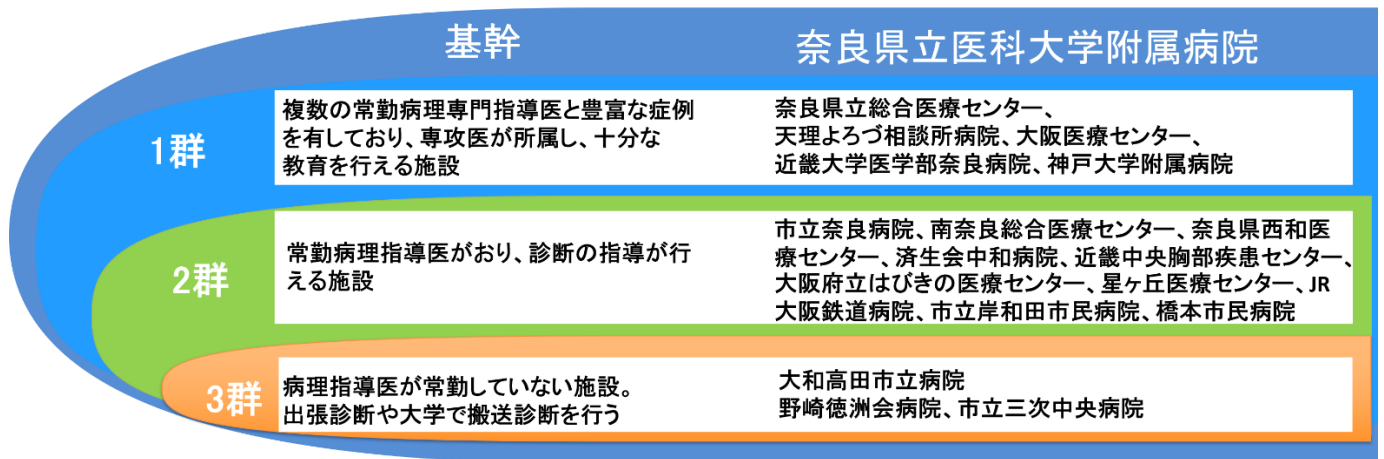 基幹
奈良県立医科大学附属病院
1群
複数の常勤病理専門指導医と豊富な症例
を有しており、専攻医が所属し、十分な
教育を行える施設
奈良県立総合医療センター、
天理よろづ相談所病院、大阪医療センター、
近畿大学医学部奈良病院、神戸大学附属病院
2群
常勤病理指導医がおり、診断の指導が行
える施設
市立奈良病院、南奈良総合医療センター、奈良県西和医
療センター、済生会中和病院、近畿中央胸部疾患センター、
大阪府立はびきの医療センター、星ヶ丘医療センター、JR
大阪鉄道病院、市立岸和田市民病院、橋本市民病院
3群
病理指導医が常勤していない施設。
出張診断や大学で搬送診断を行う
大和高田市立病院
野崎徳洲会病院、市立三次中央病院